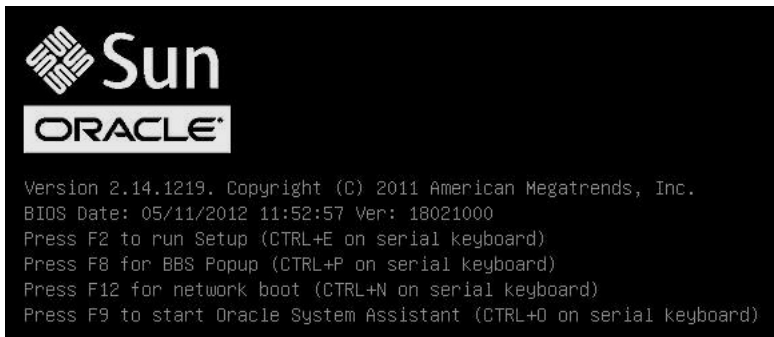 Sun
ORACLE
Version 2.14.1219. Copyright (C) 2011 American Megatrends, Inc.
BIOS Date: 05/11/2012 11:52:57 Ver: 18021000
Press F2 to run Setup (CTRL+E on serial keyboard)
Press F8 for BBS Popup (CTRL+P on serial keyboard)
Press F12 for network boot (CTRL+N on serial keyboard)
Press F9 to start Oracle System Assistant (CTRL+O on serial keyboard)